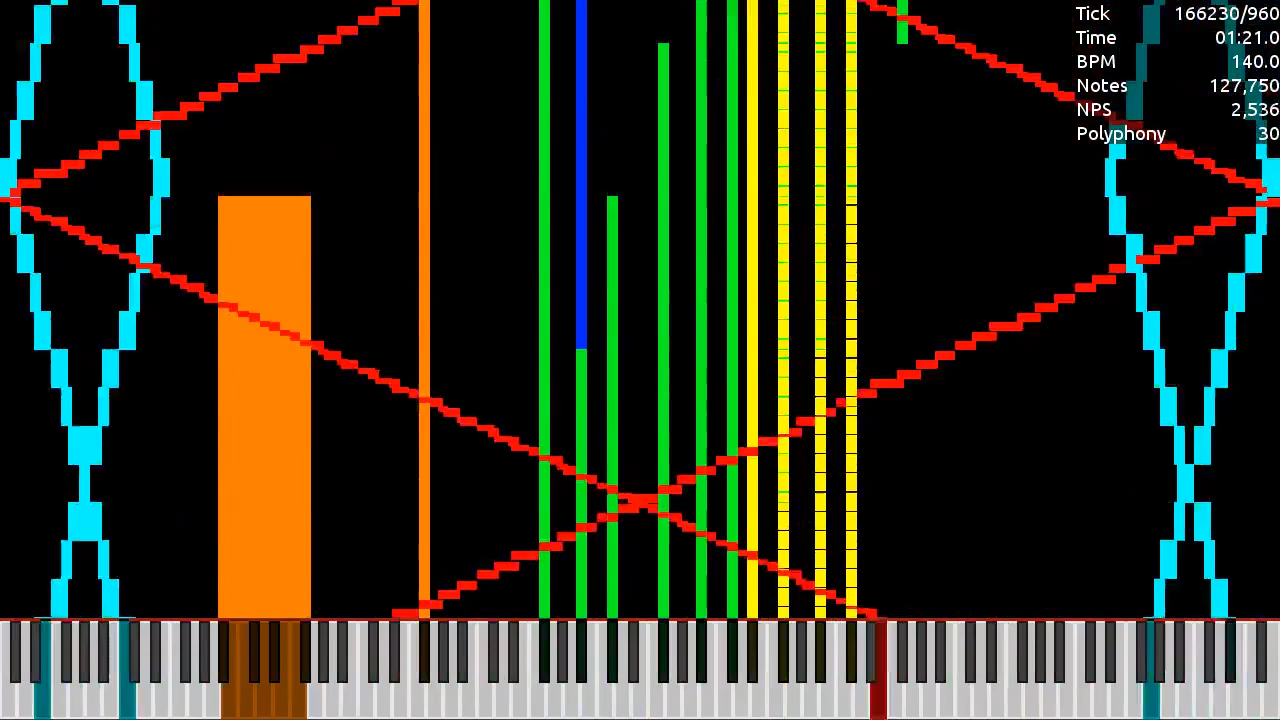 Tick 166230/960
Time 01:21.0
BPM 140.0
Notes 127,750
NPS 2,536
Polyphony 30